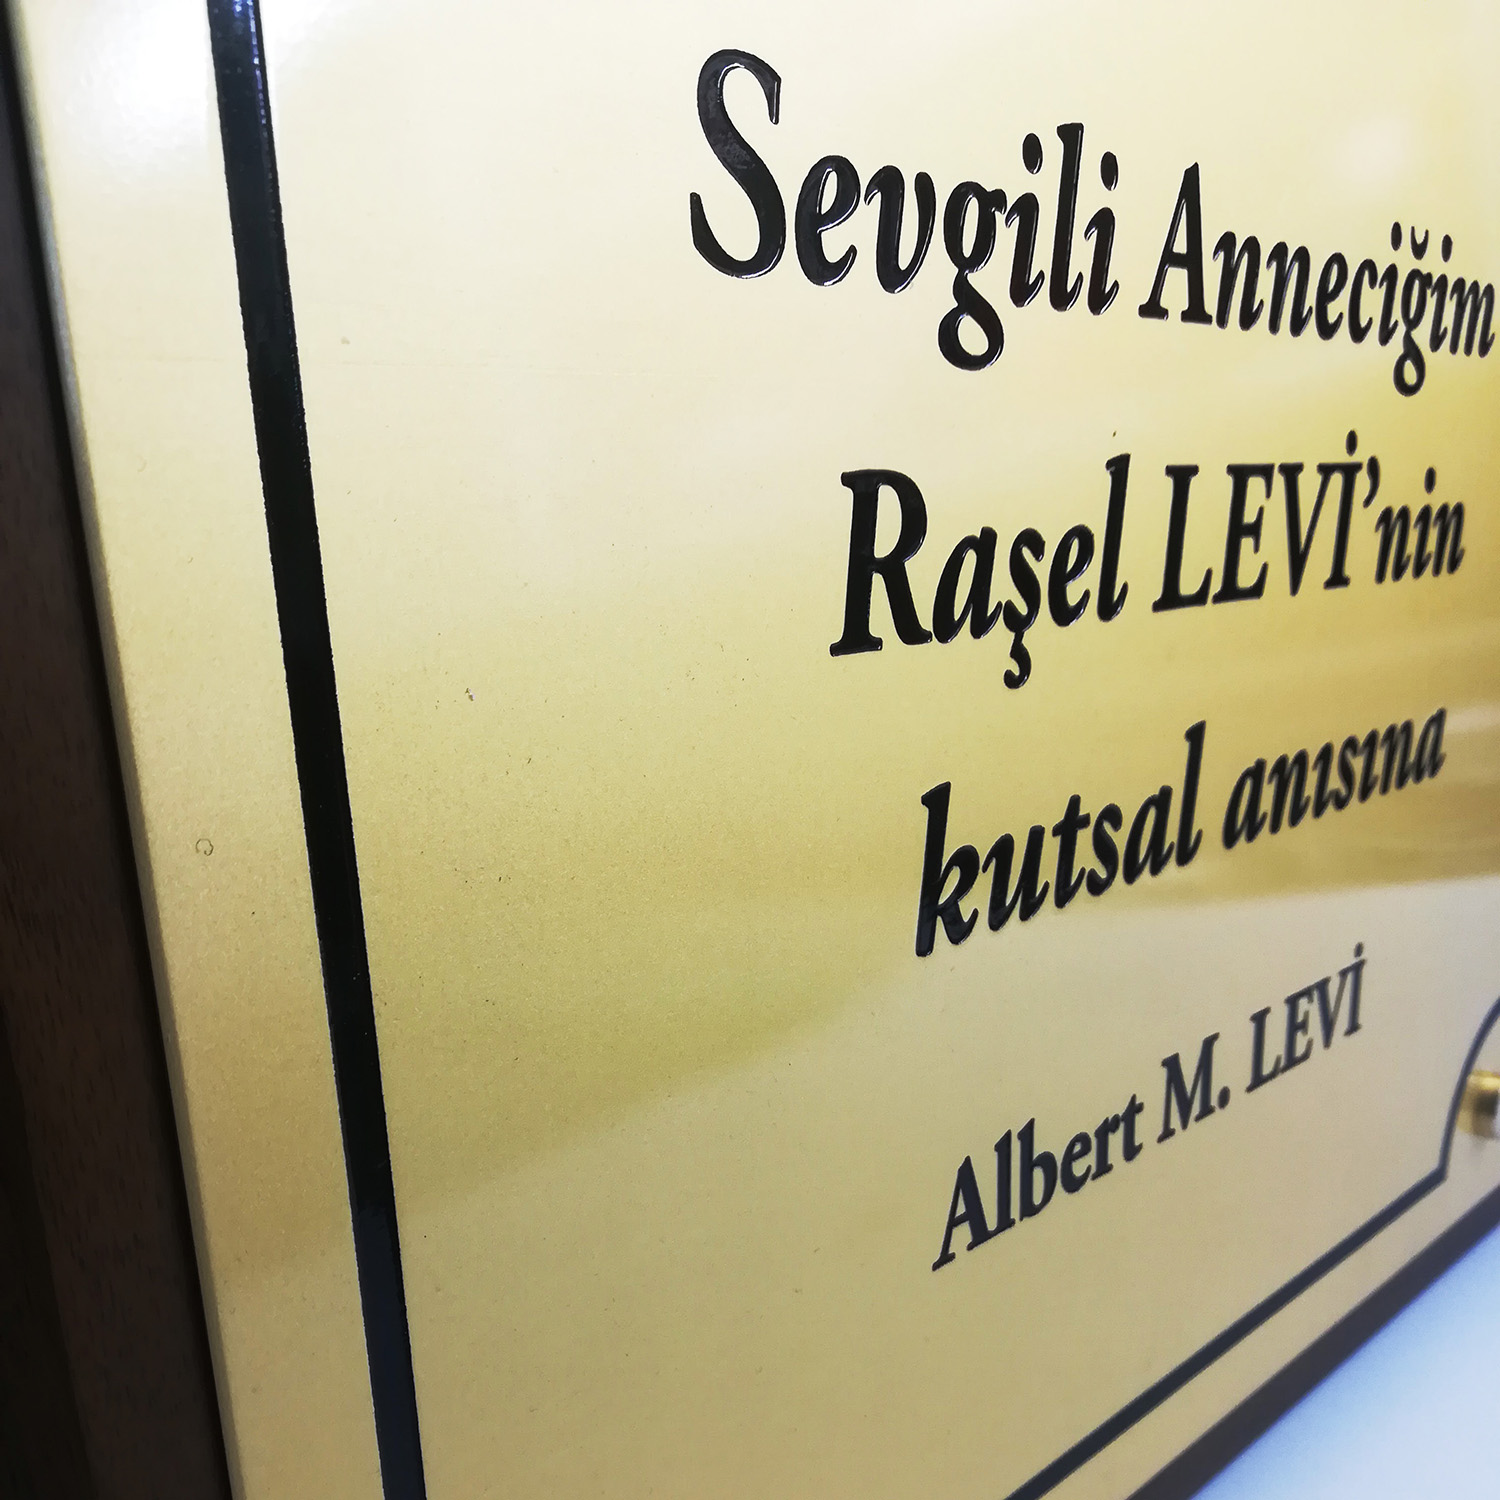 Sevgili Anneciğim
Raşel LEVİ’nin
kutsal anısına
Albert M. LEVİ